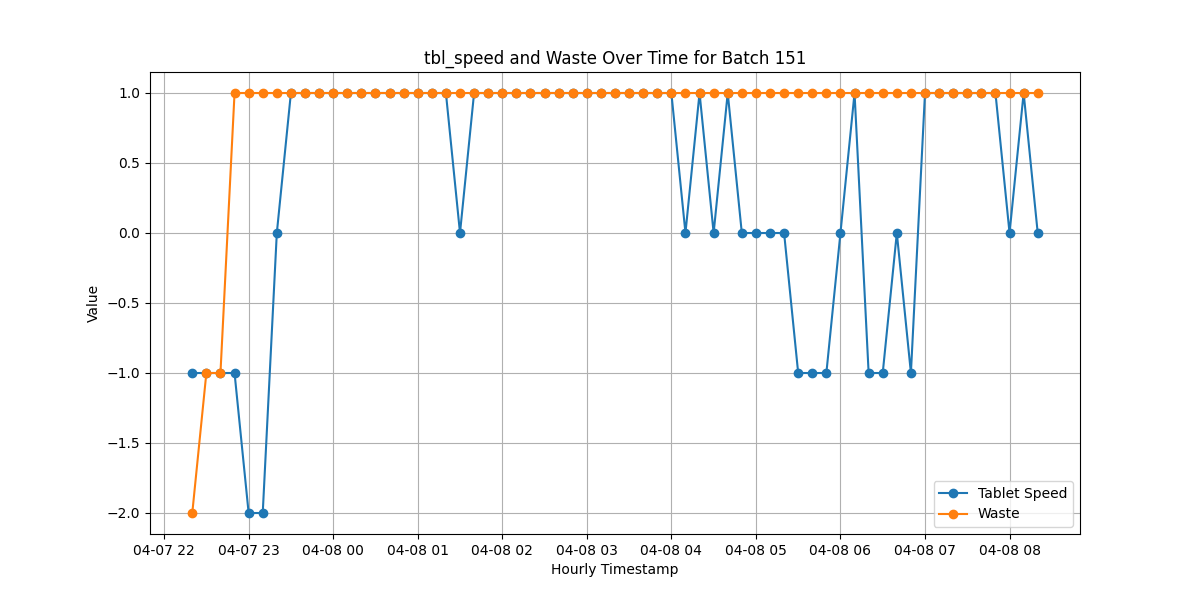 tbl_speed and Waste Over Time for Batch 151
1.0
0.5
0.0
−0.5
−1.0
−1.5
−2.0
Value
04-07 22 04-07 23 04-08 00 04-08 01 04-08 02 04-08 03 04-08 04 04-08 05 04-08 06 04-08 07 04-08 08
Hourly Timestamp
Tablet Speed
Waste